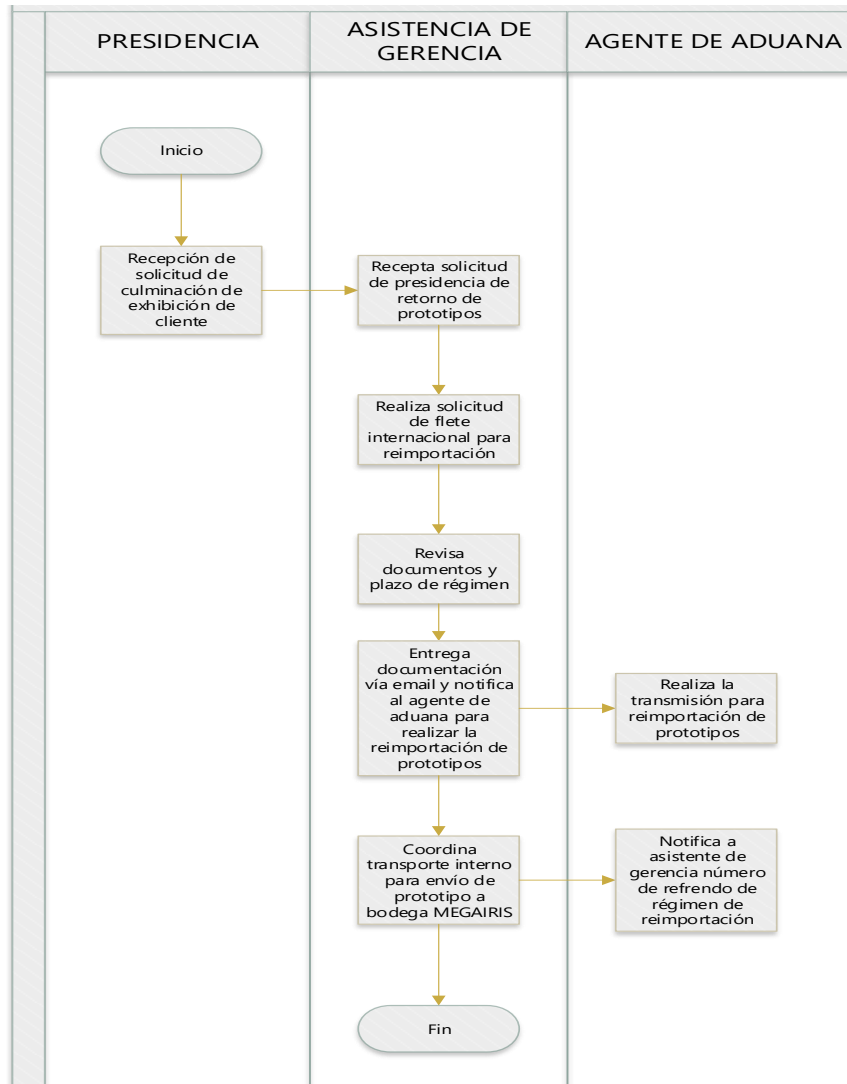 PRESIDENCIA
ASISTENCIA DE
GERENCIA
AGENTE DE ADUANA
Inicio
Recepción de
solicitud de
culminación de
exhibición de
cliente
Recepta solicitud
de presidencia de
retorno de
prototipos
Realiza solicitud
de flete
internacional para
reimportación
Revisa
documentos y
plazo de régimen
Entrega
documentación
vía email y notifica
al agente de
aduana para
realizar la
reimportación de
prototipos
Realiza la
transmisión para
reimportación de
prototipos
Coordina
transporte interno
para envío de
prototipo a
bodega MEGAIRIS
Notifica a
asistente de
gerencia número
de refrendo de
régimen de
reimportación
Fin